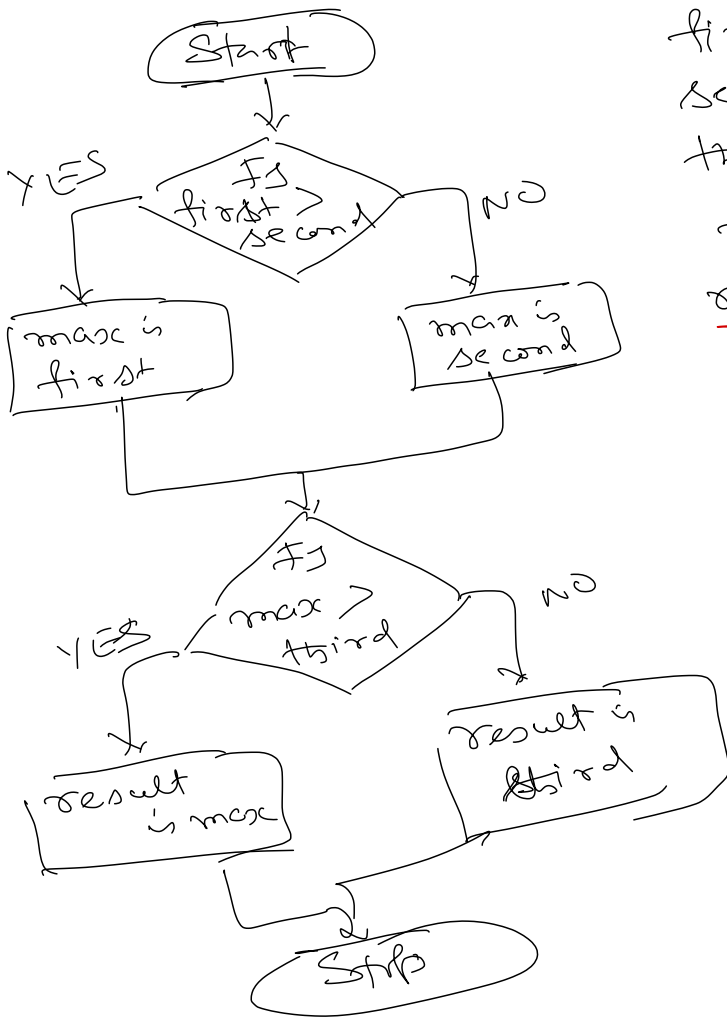 Start
YES
Is
first >
second
NO
max is
first
max is
second
Is
max >
third
YES
NO
result
is max
result is
third
Stop